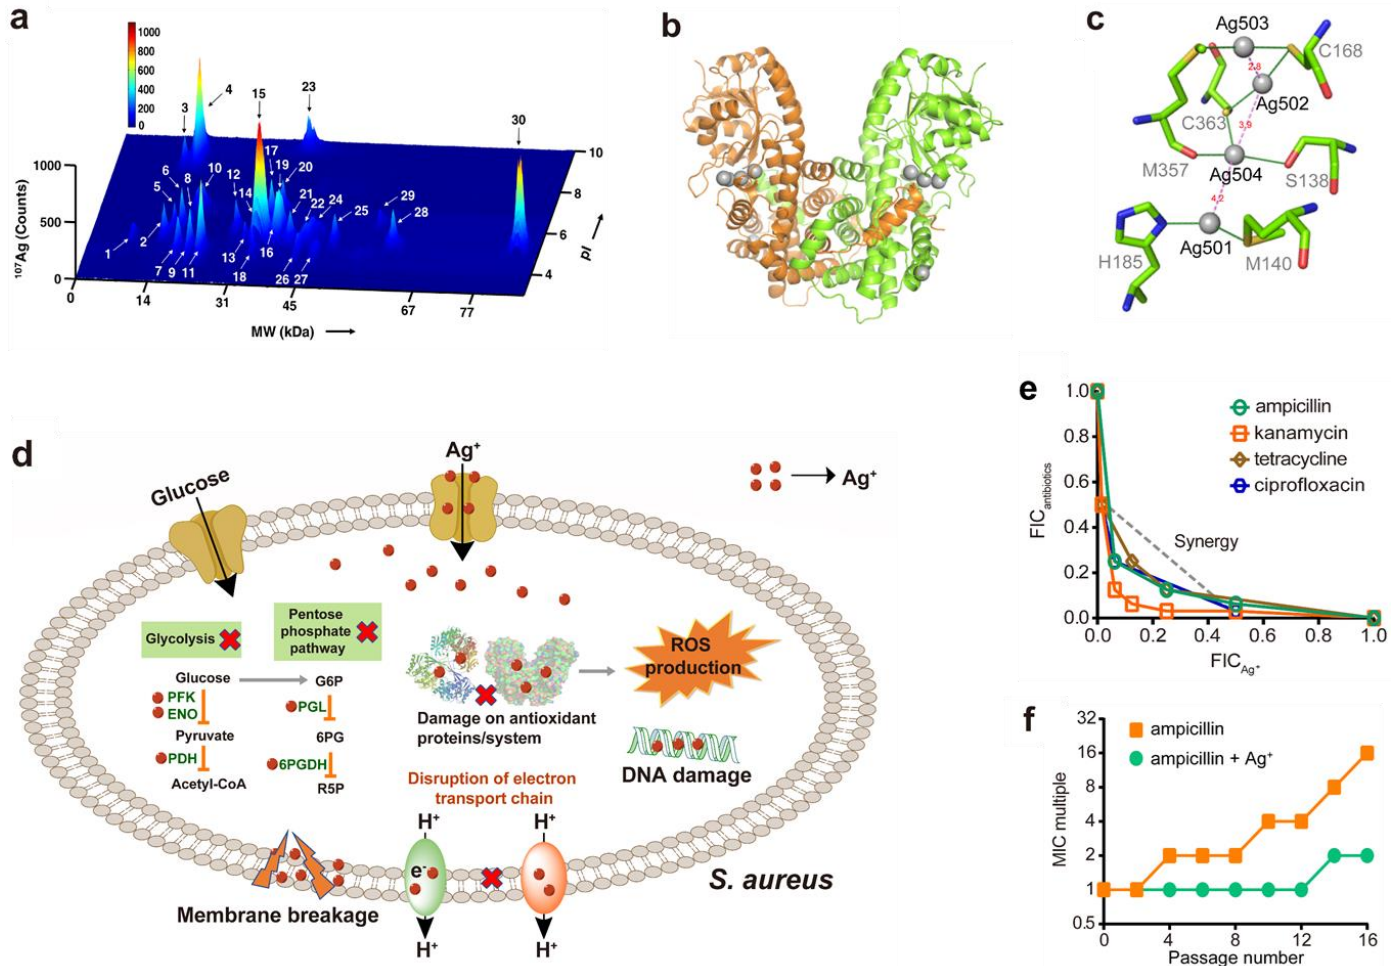 a
1000
800
600
400
200
0
3
4
15
23
30
10
1000
6
8
10
12
17
19
20
8
5
14
21
24
29
500
22
25
28
6
1
2
13
16
7
9
11
18
26
27
4
0
¹⁰⁷Ag (Counts)
pI
0
14
31
45
67
77
MW (kDa)
b
c
Ag503
C168
2.8
Ag502
C363
3.9
M357
Ag504
S138
4.2
Ag501
H185
M140
d
Ag⁺
Glucose
Ag⁺
Glycolysis
Pentose
phosphate
pathway
Glucose
G6P
PFK
ENO
PGL
Pyruvate
6PG
PDH
6PGDH
Acetyl-CoA
R5P
Damage on antioxidant
proteins/system
ROS
production
DNA damage
Disruption of electron
transport chain
H⁺
H⁺
e⁻
H⁺
H⁺
Membrane breakage
S. aureus
e
1.0
0.8
0.6
0.4
0.2
0.0
FIC antibiotics
ampicillin
kanamycin
tetracycline
ciprofloxacin
Synergy
0.0
0.2
0.4
0.6
0.8
1.0
FIC Ag⁺
f
32
16
8
4
2
1
0.5
MIC multiple
ampicillin
ampicillin + Ag⁺
0
4
8
12
16
Passage number